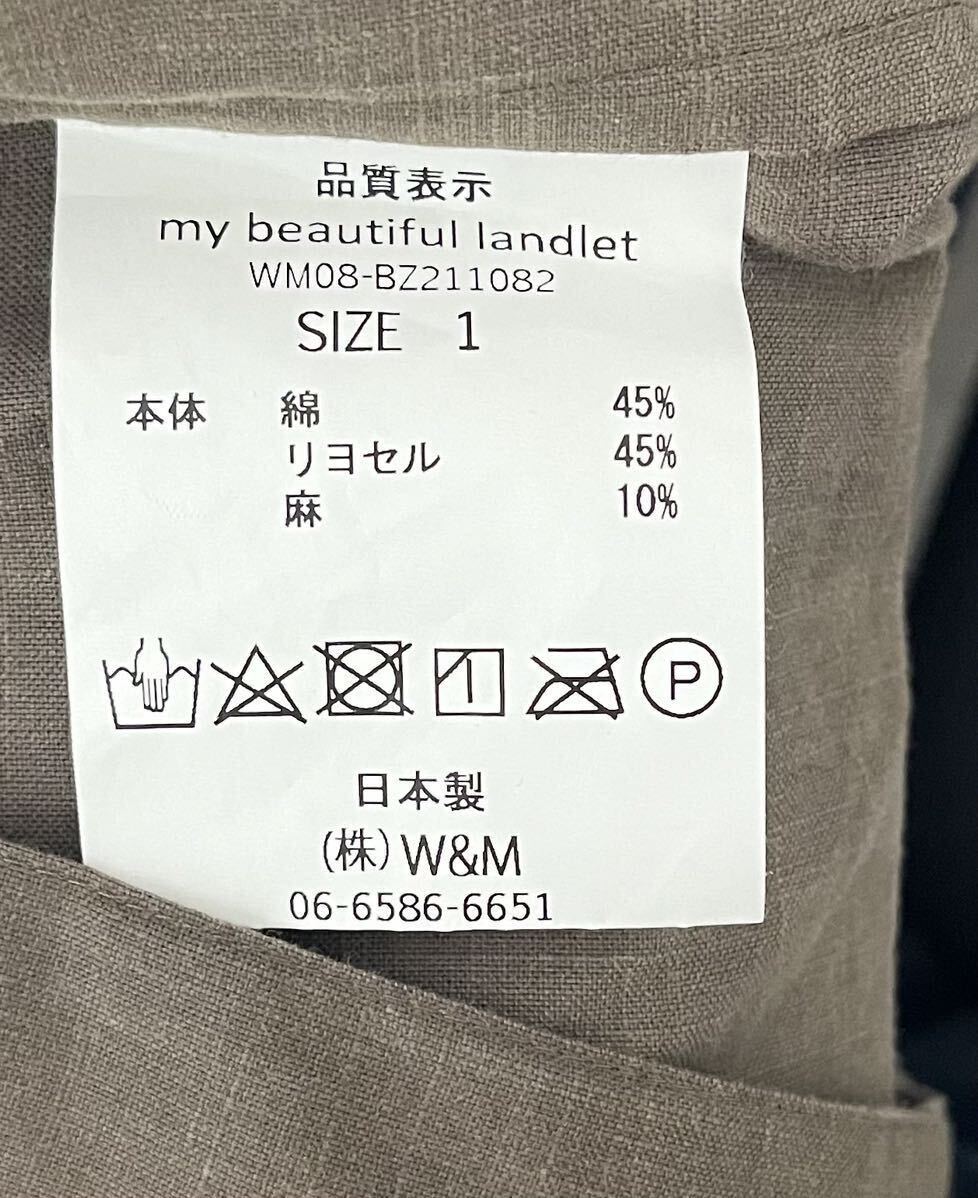 品質表示
my beautiful landlet
WM08-BZ211082
SIZE 1
本体 綿 45%
リヨセル 45%
麻 10%
P
日本製
(株)W&M
06-6586-6651